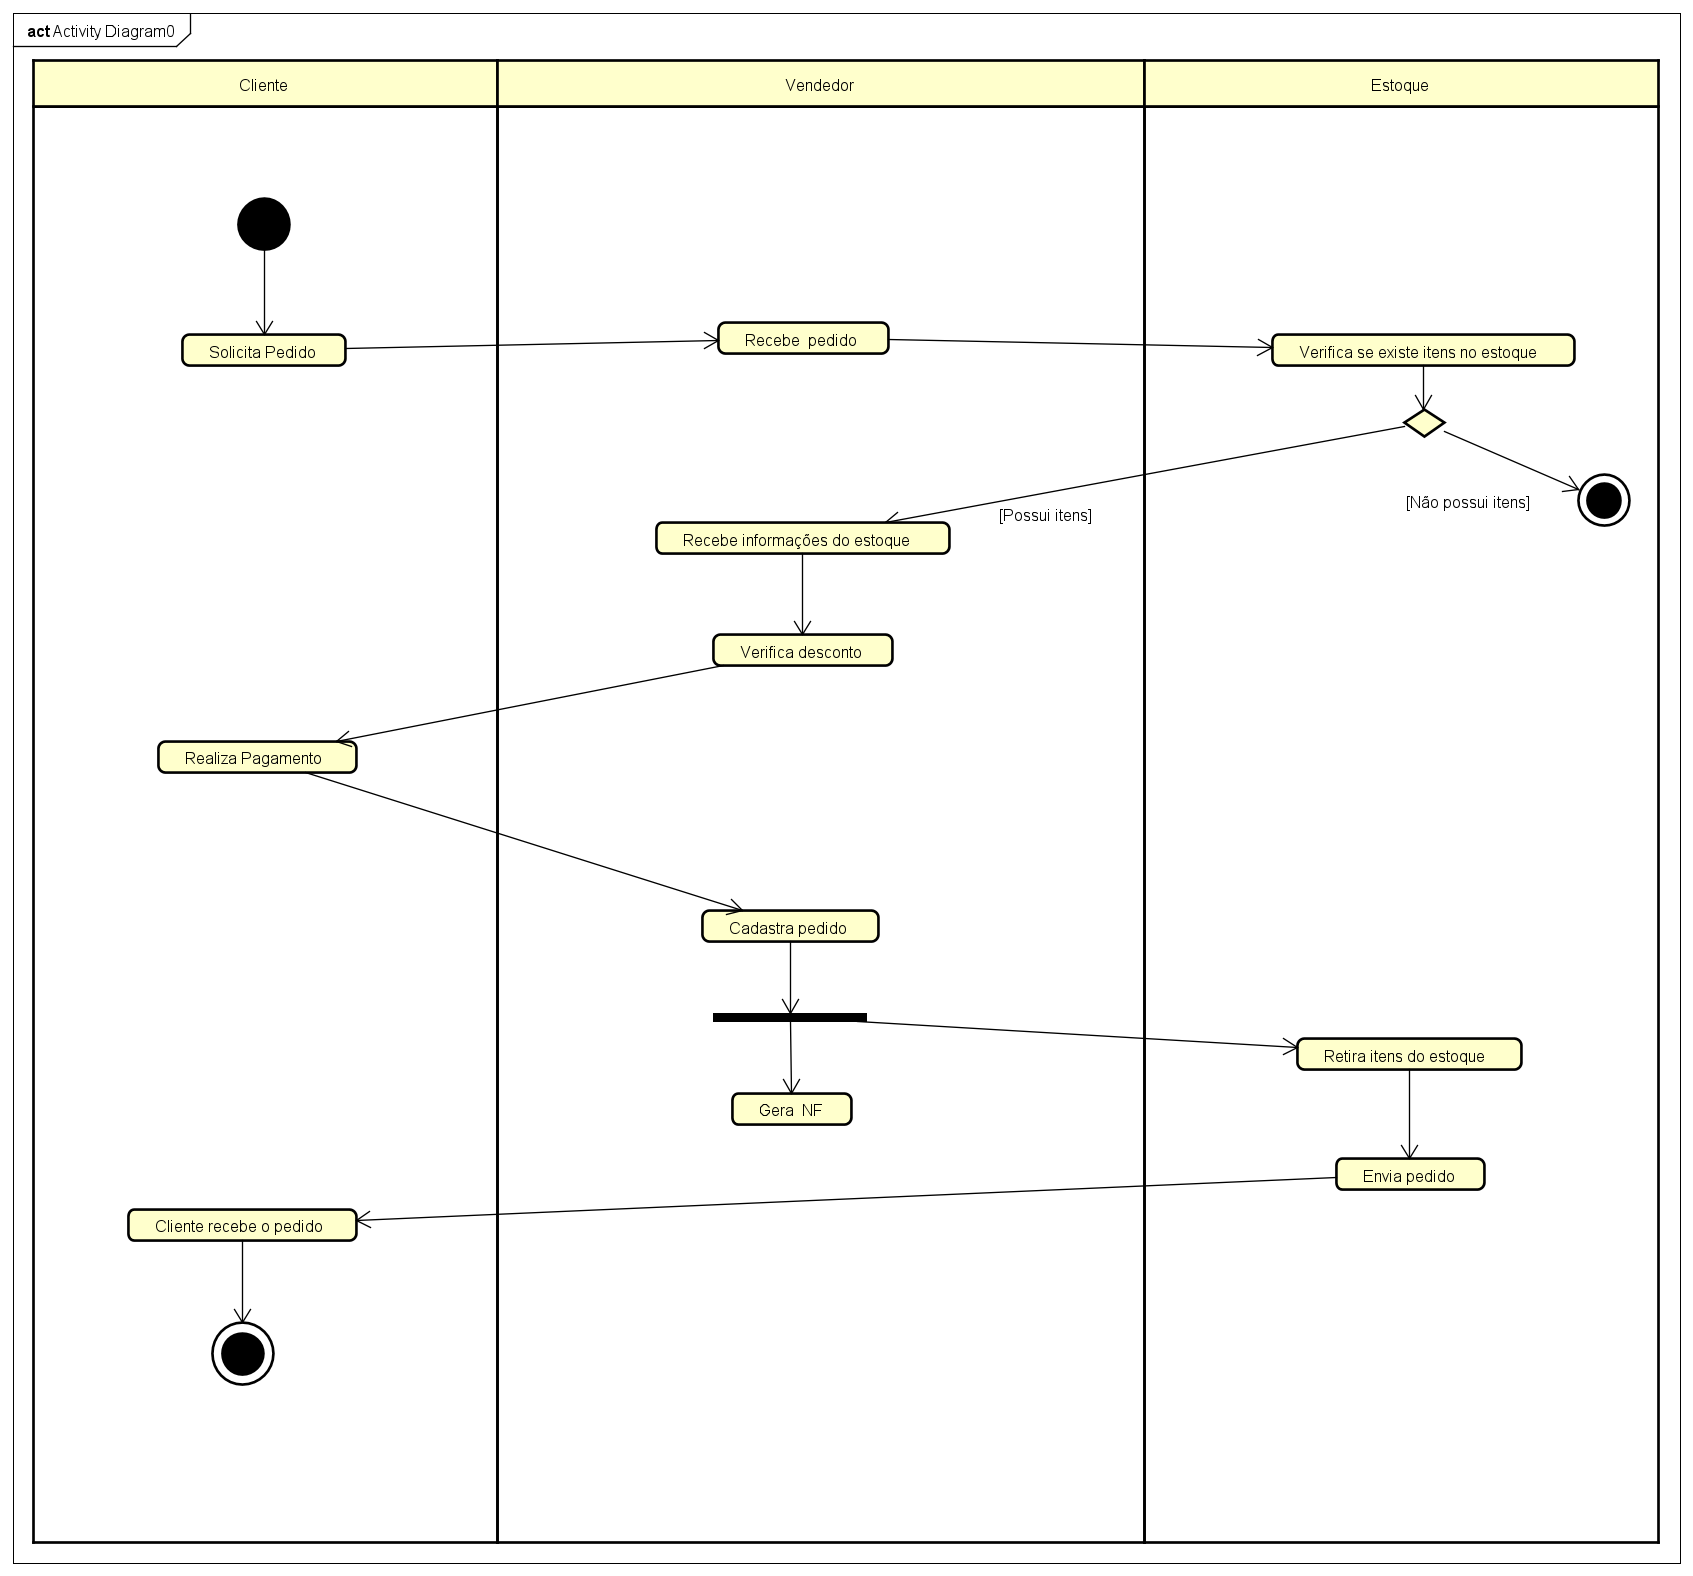 act Activity Diagram0
Cliente
Vendedor
Estoque
Solicita Pedido
Recebe pedido
Verifica se existe itens no estoque
[Possui itens]
[Não possui itens]
Recebe informações do estoque
Verifica desconto
Realiza Pagamento
Cadastra pedido
Retira itens do estoque
Gera NF
Envia pedido
Cliente recebe o pedido